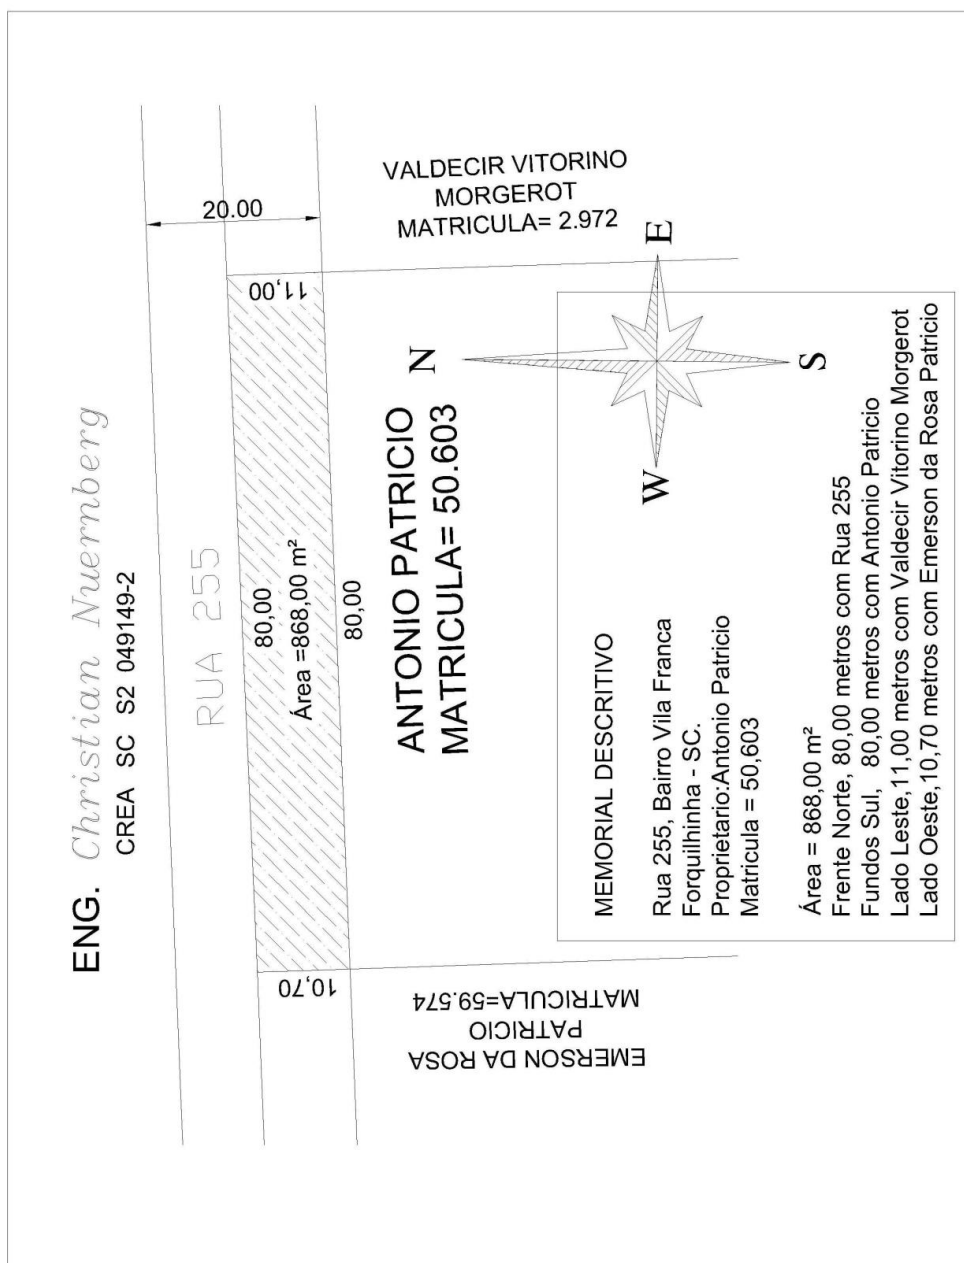 ENG. Christian Nuernberg
CREA SC S2 049149-2
RUA 255
20.00
80,00
Área =868,00 m²
80,00
11,00
10,70
VALDECIR VITORINO
MORGEROT
MATRICULA= 2.972
ANTONIO PATRICIO
MATRICULA= 50.603
EMERSON DA ROSA
PATRICIO
MATRICULA=59.574
N
E
W
S
MEMORIAL DESCRITIVO
Rua 255, Bairro Vila Franca
Forquilhinha - SC.
Proprietario:Antonio Patricio
Matricula = 50,603
Área = 868,00 m²
Frente Norte, 80,00 metros com Rua 255
Fundos Sul, 80,00 metros com Antonio Patricio
Lado Leste,11,00 metros com Valdecir Vitorino Morgerot
Lado Oeste,10,70 metros com Emerson da Rosa Patricio